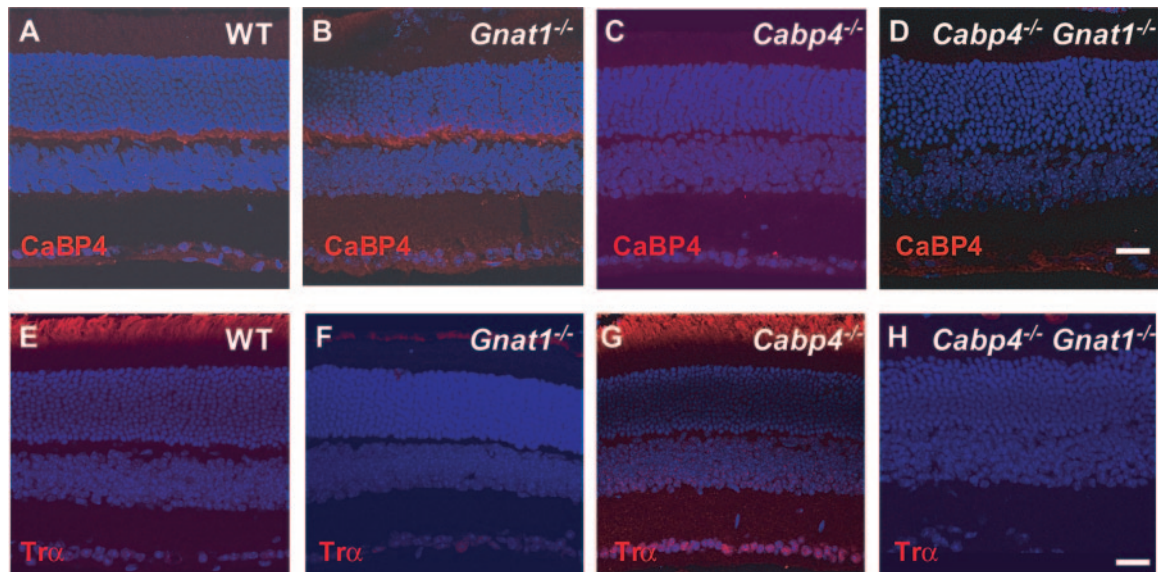 A WT
B Gnat1-/-
C Cabp4-/-
D Cabp4-/- Gnat1-/-
CaBP4
CaBP4
CaBP4
CaBP4
E WT
F Gnat1-/-
G Cabp4-/-
H Cabp4-/- Gnat1-/-
Trα
Trα
Trα
Trα